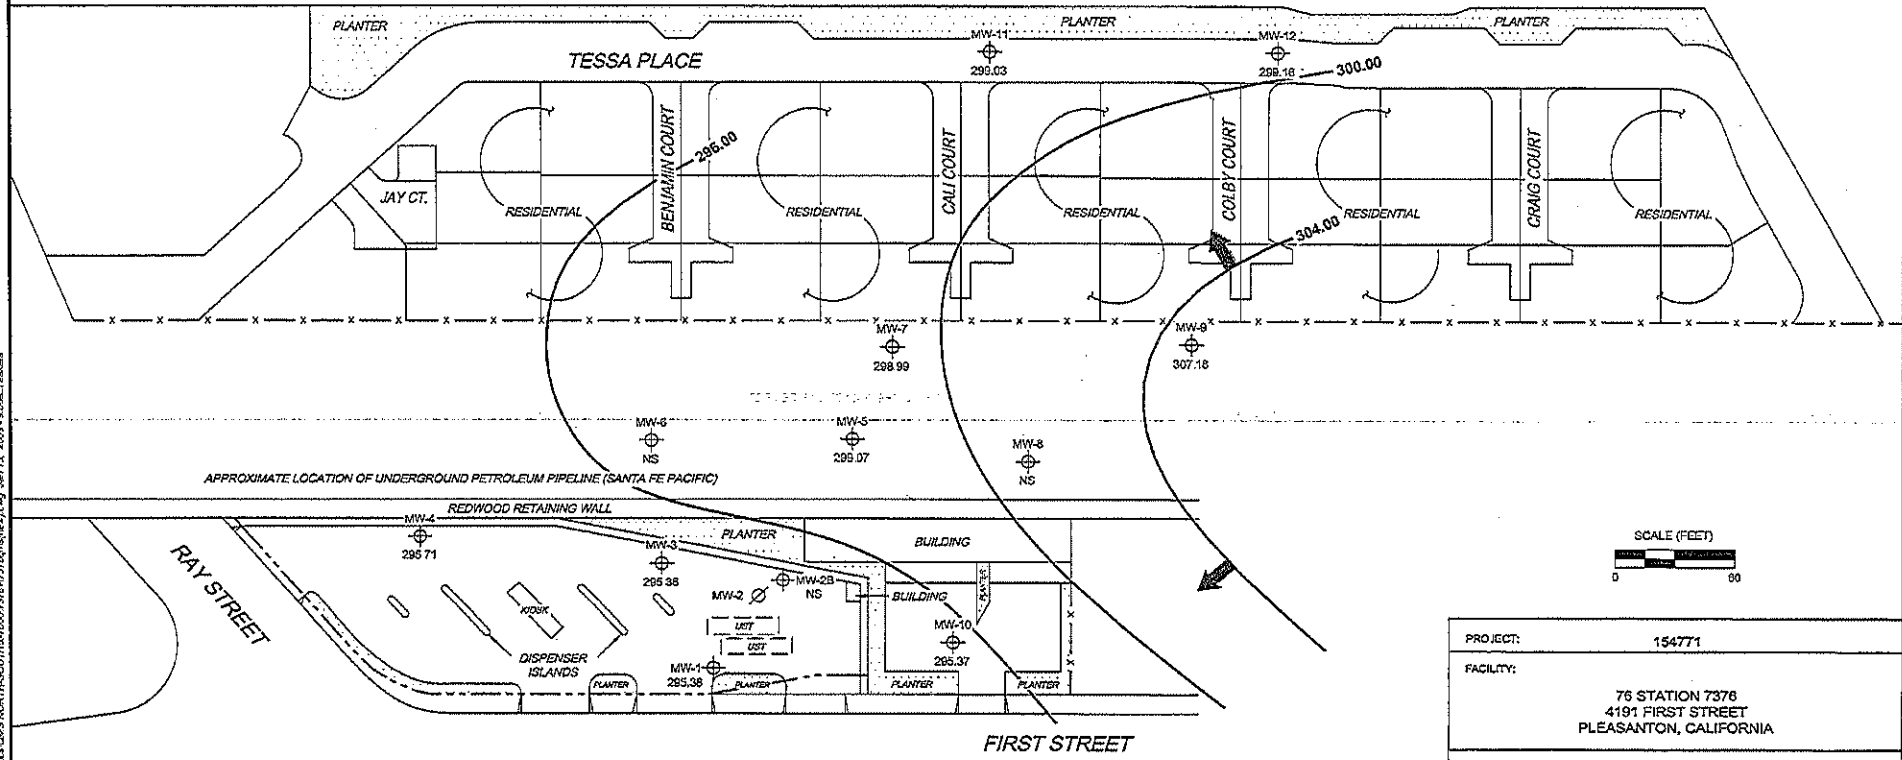 PLANTER
PLANTER
PLANTER
TESSA PLACE
MW-11
299.03
MW-12
299.16
300.00
BENJAMIN COURT
296.00
CALI COURT
COLBY COURT
CRAIG COURT
JAY CT.
RESIDENTIAL
RESIDENTIAL
RESIDENTIAL
RESIDENTIAL
RESIDENTIAL
304.00
MW-7
298.99
MW-9
307.18
MW-6
NS
MW-5
299.07
MW-8
NS
APPROXIMATE LOCATION OF UNDERGROUND PETROLEUM PIPELINE (SANTA FE PACIFIC)
REDWOOD RETAINING WALL
MW-4
295.71
MW-3
295.36
PLANTER
BUILDING
MW-2B
NS
MW-2
BUILDING
PLANTER
RAY STREET
KIOSK
UST
UST
MW-10
295.37
DISPENSER
ISLANDS
MW-1
295.38
PLANTER
PLANTER
PLANTER
PLANTER
FIRST STREET
SCALE (FEET)
0 60
PROJECT: 154771
FACILITY:
76 STATION 7376
4191 FIRST STREET
PLEASANTON, CALIFORNIA